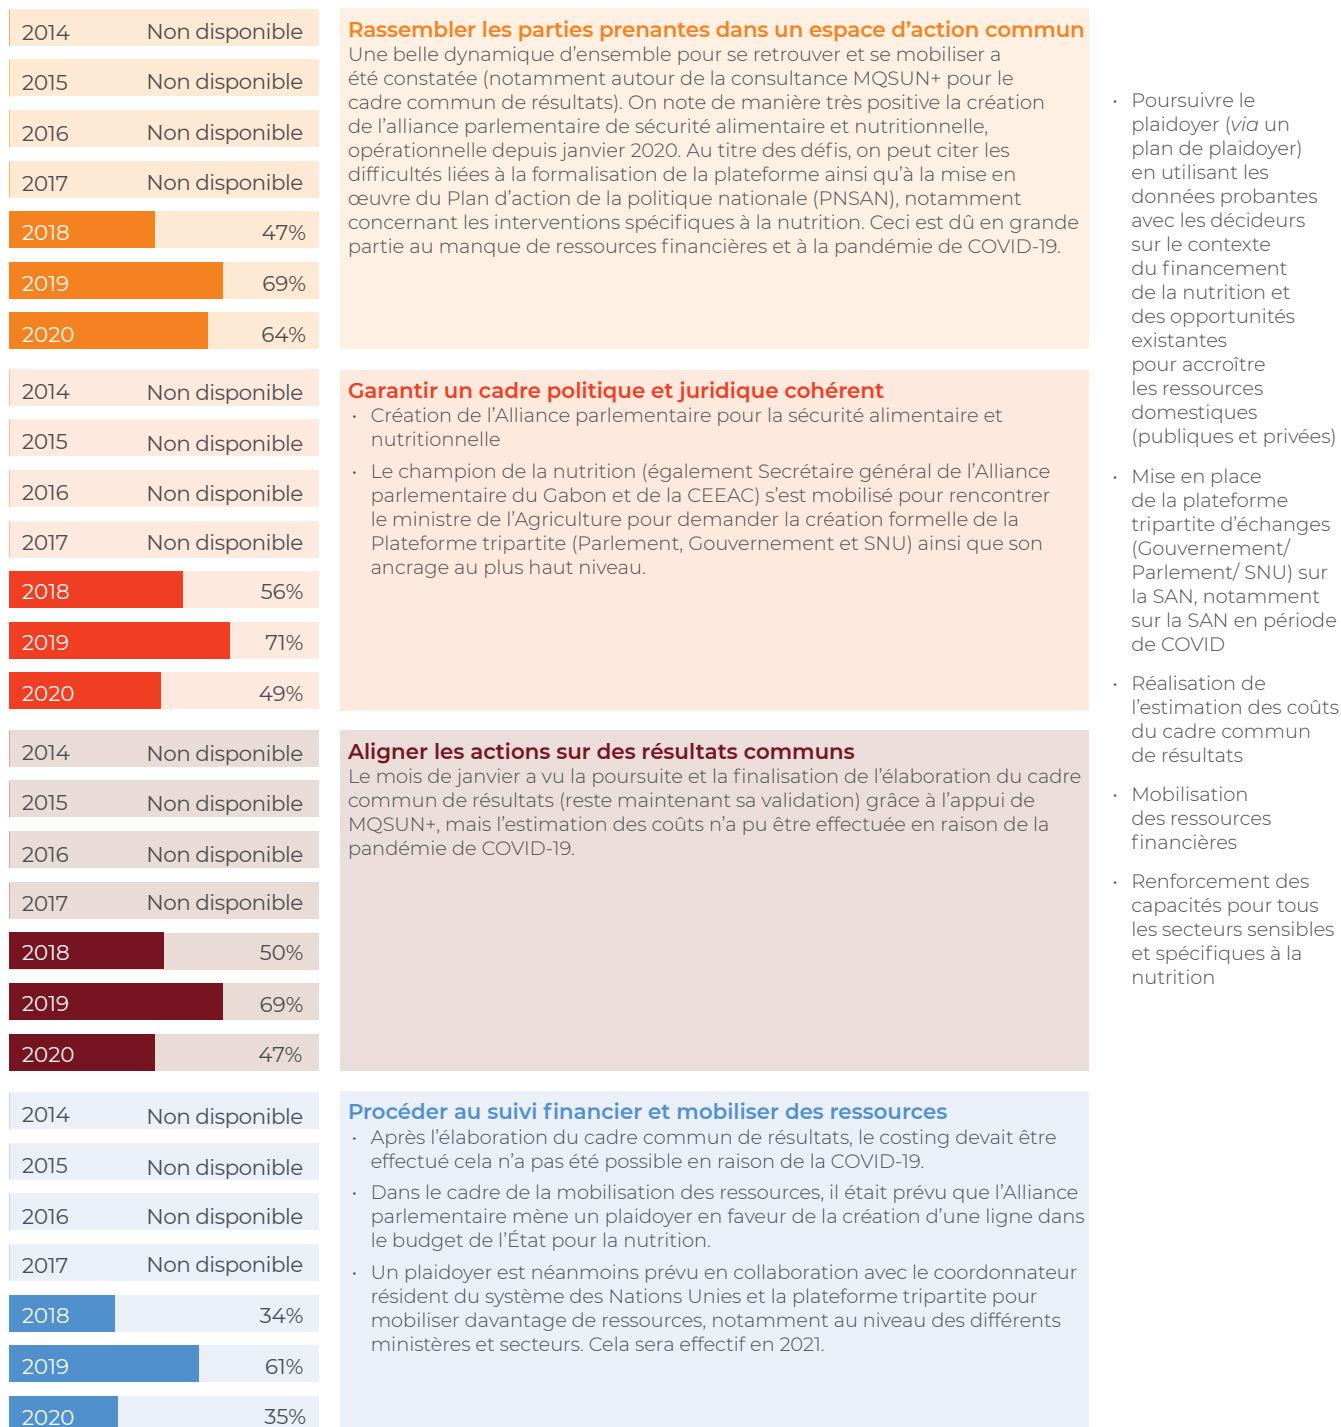 2014 Non disponible
2015 Non disponible
2016 Non disponible
2017 Non disponible
2018 47%
2019 69%
2020 64%
Rassembler les parties prenantes dans un espace d’action commun
Une belle dynamique d’ensemble pour se retrouver et se mobiliser a
été constatée (notamment autour de la consultance MQSUN+ pour le
cadre commun de résultats). On note de manière très positive la création
de l’alliance parlementaire de sécurité alimentaire et nutritionnelle,
opérationnelle depuis janvier 2020. Au titre des défis, on peut citer les
difficultés liées à la formalisation de la plateforme ainsi qu’à la mise en
œuvre du Plan d’action de la politique nationale (PNSAN), notamment
concernant les interventions spécifiques à la nutrition. Ceci est dû en grande
partie au manque de ressources financières et à la pandémie de COVID-19.
2014 Non disponible
2015 Non disponible
2016 Non disponible
2017 Non disponible
2018 56%
2019 71%
2020 49%
Garantir un cadre politique et juridique cohérent
• Création de l’Alliance parlementaire pour la sécurité alimentaire et
nutritionnelle
• Le champion de la nutrition (également Secrétaire général de l’Alliance
parlementaire du Gabon et de la CEEAC) s’est mobilisé pour rencontrer
le ministre de l’Agriculture pour demander la création formelle de la
Plateforme tripartite (Parlement, Gouvernement et SNU) ainsi que son
ancrage au plus haut niveau.
2014 Non disponible
2015 Non disponible
2016 Non disponible
2017 Non disponible
2018 50%
2019 69%
2020 47%
Aligner les actions sur des résultats communs
Le mois de janvier a vu la poursuite et la finalisation de l’élaboration du cadre
commun de résultats (reste maintenant sa validation) grâce à l’appui de
MQSUN+, mais l’estimation des coûts n’a pu être effectuée en raison de la
pandémie de COVID-19.
2014 Non disponible
2015 Non disponible
2016 Non disponible
2017 Non disponible
2018 34%
2019 61%
2020 35%
Procéder au suivi financier et mobiliser des ressources
• Après l’élaboration du cadre commun de résultats, le costing devait être
effectué cela n’a pas été possible en raison de la COVID-19.
• Dans le cadre de la mobilisation des ressources, il était prévu que l’Alliance
parlementaire mène un plaidoyer en faveur de la création d’une ligne dans
le budget de l’État pour la nutrition.
• Un plaidoyer est néanmoins prévu en collaboration avec le coordonnateur
résident du système des Nations Unies et la plateforme tripartite pour
mobiliser davantage de ressources, notamment au niveau des différents
ministères et secteurs. Cela sera effectif en 2021.
• Poursuivre le
plaidoyer (via un
plan de plaidoyer)
en utilisant les
données probantes
avec les décideurs
sur le contexte
du financement
de la nutrition et
des opportunités
existantes
pour accroître
les ressources
domestiques
(publiques et privées)
• Mise en place
de la plateforme
tripartite d’échanges
(Gouvernement/
Parlement/ SNU) sur
la SAN, notamment
sur la SAN en période
de COVID
• Réalisation de
l’estimation des coûts
du cadre commun
de résultats
• Mobilisation
des ressources
financières
• Renforcement des
capacités pour tous
les secteurs sensibles
et spécifiques à la
nutrition